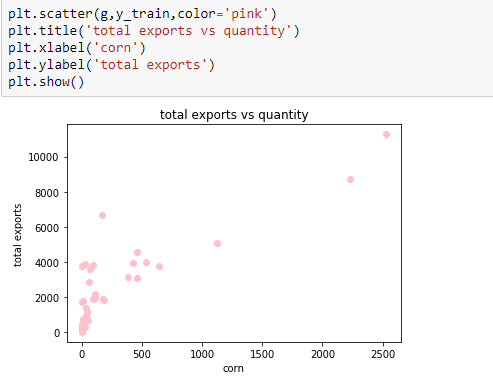 plt.scatter(g,y_train,color='pink')
plt.title('total exports vs quantity')
plt.xlabel('corn')
plt.ylabel('total exports')
plt.show()
total exports vs quantity
10000
8000
6000
4000
2000
0
total exports
0 500 1000 1500 2000 2500
corn